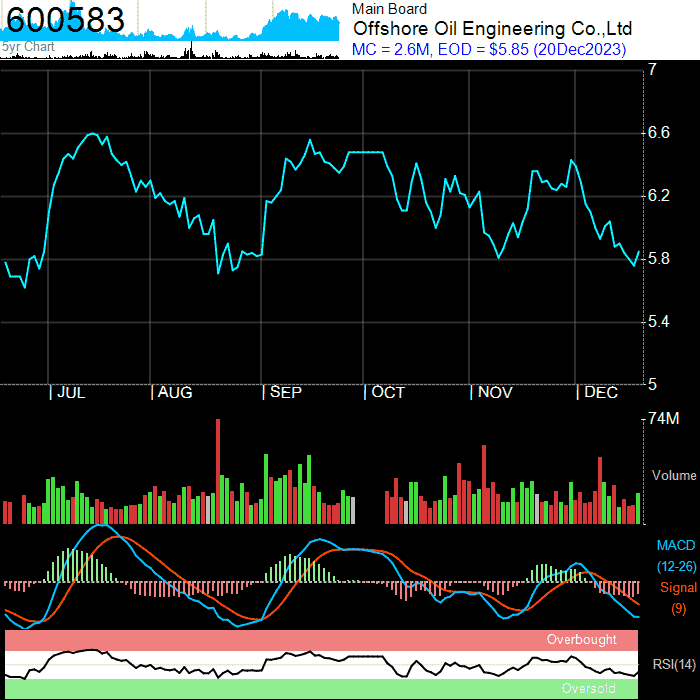 600583
5yr Chart
Main Board
Offshore Oil Engineering Co.,Ltd
MC = 2.6M, EOD = $5.85 (20Dec2023)
7
6.6
6.2
5.8
5.4
5
| JUL | AUG | SEP | OCT | NOV | DEC
74M
Volume
MACD
(12-26)
Signal
(9)
Overbought
RSI(14)
Oversold